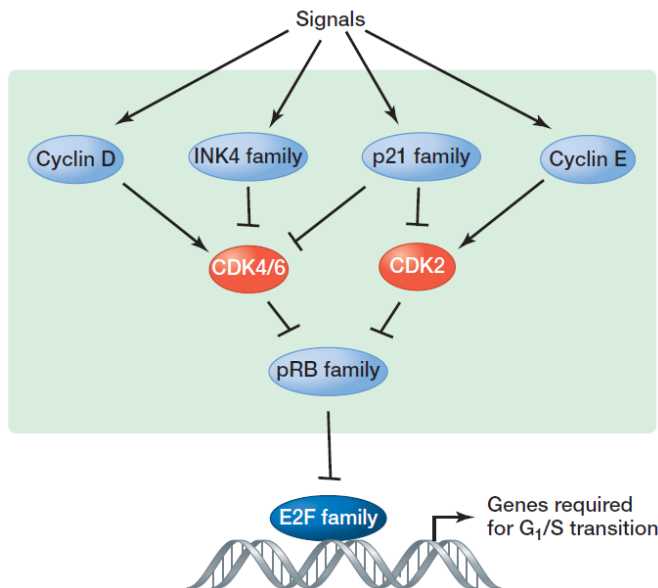 Signals
Cyclin D
INK4 family
p21 family
Cyclin E
CDK4/6
CDK2
pRB family
E2F family
Genes required
for G₁/S transition